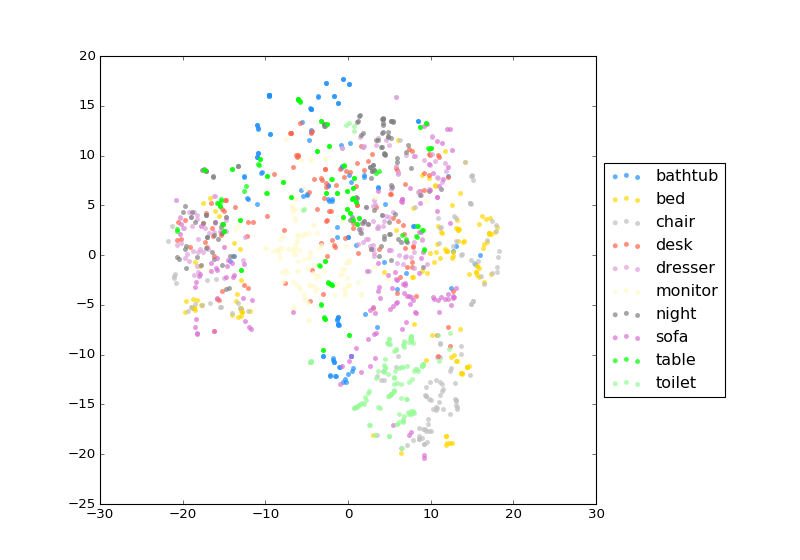 20
15
10
5
0
−5
−10
−15
−20
−25
−30
−20
−10
0
10
20
30
bathtub
bed
chair
desk
dresser
monitor
night
sofa
table
toilet